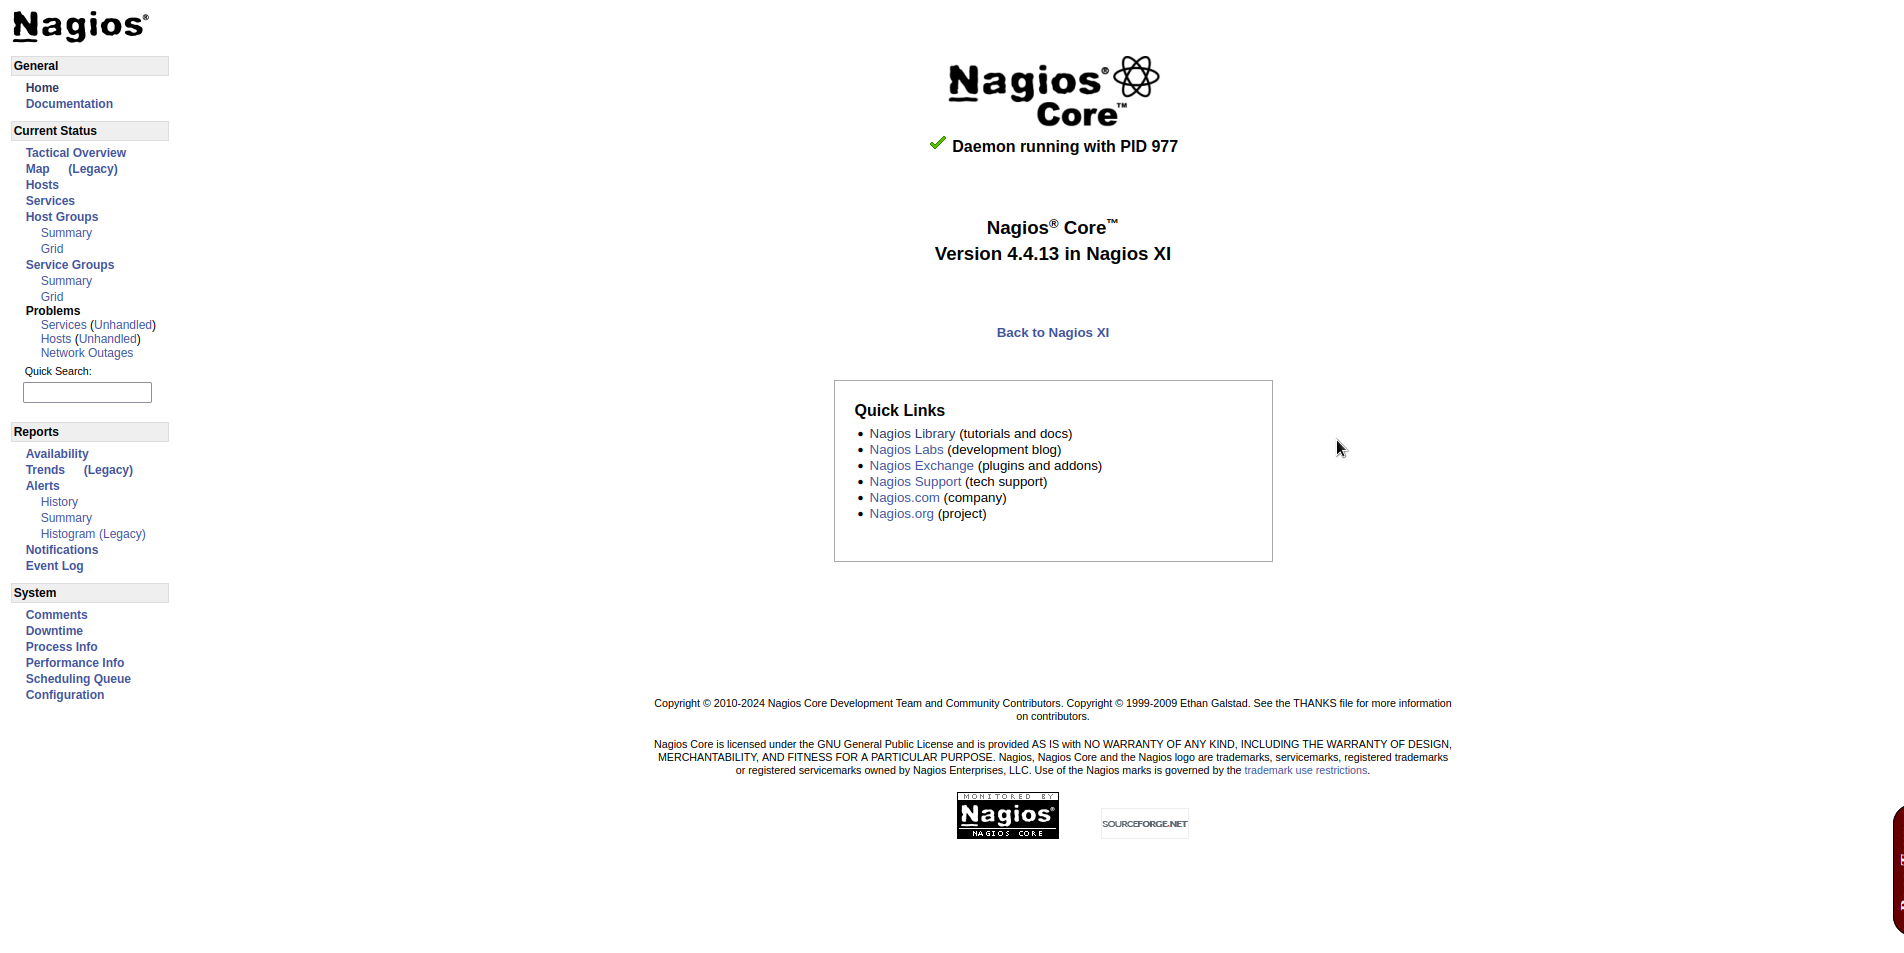 Nagios®
General
Home
Documentation
Current Status
Tactical Overview
Map (Legacy)
Hosts
Services
Host Groups
Summary
Grid
Service Groups
Summary
Grid
Problems
Services (Unhandled)
Hosts (Unhandled)
Network Outages
Quick Search:
Reports
Availability
Trends (Legacy)
Alerts
History
Summary
Histogram (Legacy)
Notifications
Event Log
System
Comments
Downtime
Process Info
Performance Info
Scheduling Queue
Configuration
Nagios®
Core™
Daemon running with PID 977
Nagios® Core™
Version 4.4.13 in Nagios XI
Back to Nagios XI
Quick Links
• Nagios Library (tutorials and docs)
• Nagios Labs (development blog)
• Nagios Exchange (plugins and addons)
• Nagios Support (tech support)
• Nagios.com (company)
• Nagios.org (project)
Copyright © 2010-2024 Nagios Core Development Team and Community Contributors. Copyright © 1999-2009 Ethan Galstad. See the THANKS file for more information
on contributors.
Nagios Core is licensed under the GNU General Public License and is provided AS IS with NO WARRANTY OF ANY KIND, INCLUDING THE WARRANTY OF DESIGN,
MERCHANTABILITY, AND FITNESS FOR A PARTICULAR PURPOSE. Nagios, Nagios Core and the Nagios logo are trademarks, servicemarks, registered trademarks
or registered servicemarks owned by Nagios Enterprises, LLC. Use of the Nagios marks is governed by the trademark use restrictions.
MONITORED BY
Nagios®
NAGIOS CORE
SOURCEFORGE.NET